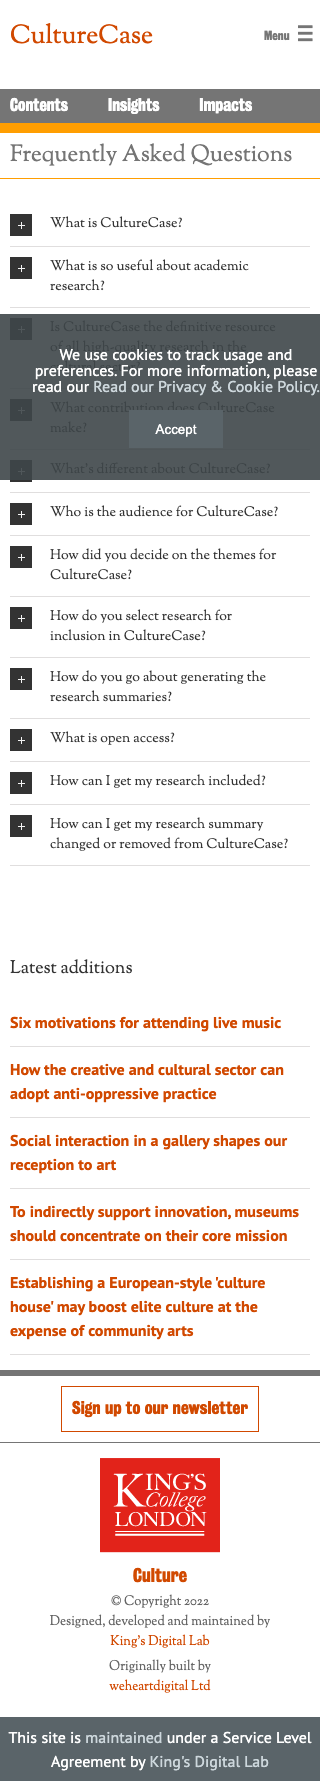 CultureCase
Menu
Contents Insights Impacts
Frequently Asked Questions
+ What is CultureCase?
+ What is so useful about academic
research?
+ Is CultureCase the definitive resource
of all high-quality research in the
We use cookies to track usage and
perferences. For more information, please
read our Read our Privacy & Cookie Policy.
+ What contribution does CultureCase
make?
Accept
+ What's different about CultureCase?
+ Who is the audience for CultureCase?
+ How did you decide on the themes for
CultureCase?
+ How do you select research for
inclusion in CultureCase?
+ How do you go about generating the
research summaries?
+ What is open access?
+ How can I get my research included?
+ How can I get my research summary
changed or removed from CultureCase?
Latest additions
Six motivations for attending live music
How the creative and cultural sector can
adopt anti-oppressive practice
Social interaction in a gallery shapes our
reception to art
To indirectly support innovation, museums
should concentrate on their core mission
Establishing a European-style 'culture
house' may boost elite culture at the
expense of community arts
Sign up to our newsletter
KING'S
College
LONDON
Culture
© Copyright 2022
Designed, developed and maintained by
King's Digital Lab
Originally built by
weheartdigital Ltd
This site is maintained under a Service Level
Agreement by King's Digital Lab